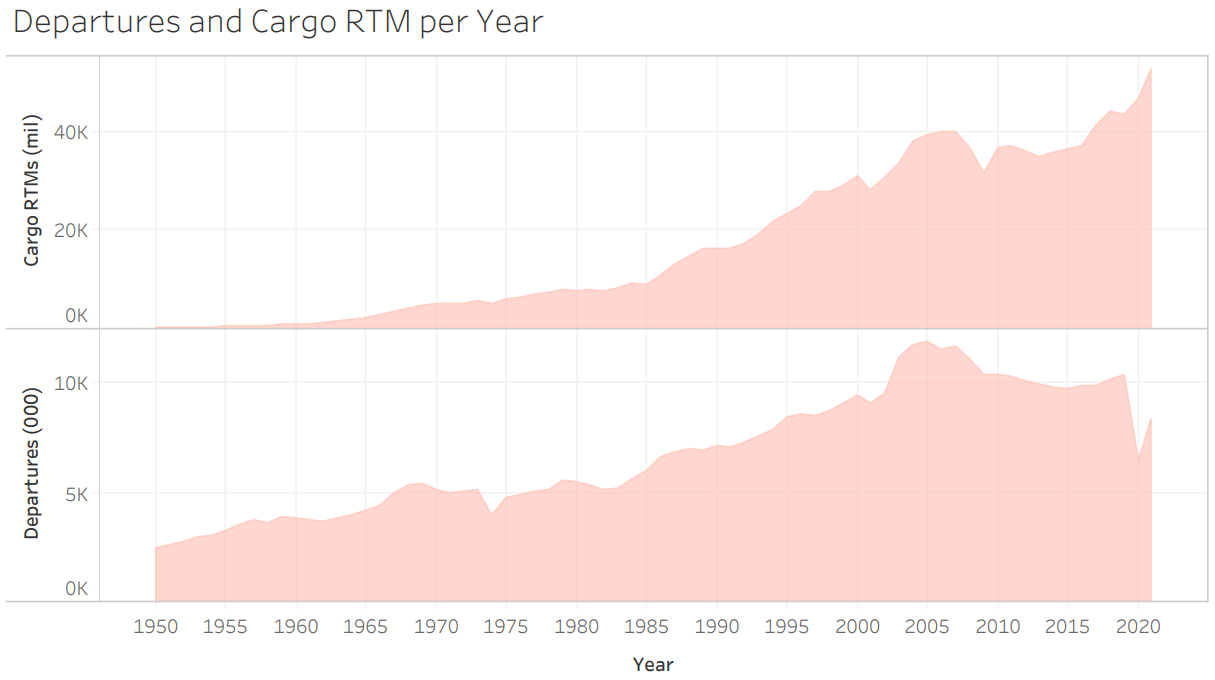 Departures and Cargo RTM per Year
Cargo RTMs (mil)
40K
20K
0K
Departures (000)
10K
5K
0K
1950 1955 1960 1965 1970 1975 1980 1985 1990 1995 2000 2005 2010 2015 2020
Year